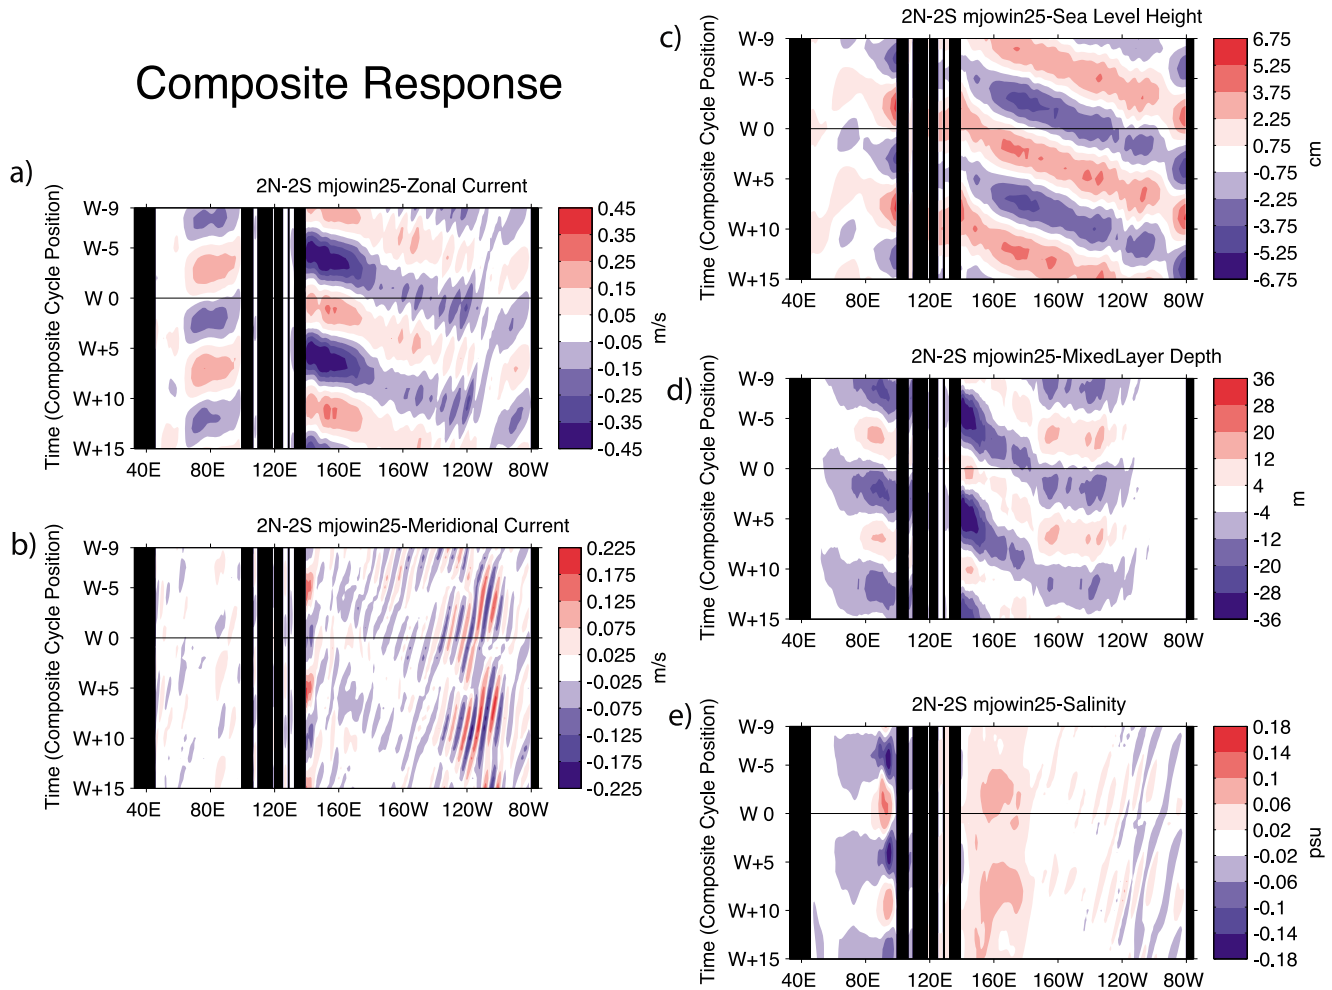 Composite Response
a)
2N-2S mjowin25-Zonal Current
Time (Composite Cycle Position)
W-9
W-5
W 0
W+5
W+10
W+15
40E 80E 120E 160E 160W 120W 80W
0.45
0.35
0.25
0.15
0.05
-0.05
-0.15
-0.25
-0.35
-0.45
m/s
b)
2N-2S mjowin25-Meridional Current
Time (Composite Cycle Position)
W-9
W-5
W 0
W+5
W+10
W+15
40E 80E 120E 160E 160W 120W 80W
0.225
0.175
0.125
0.075
0.025
-0.025
-0.075
-0.125
-0.175
-0.225
m/s
c)
2N-2S mjowin25-Sea Level Height
Time (Composite Cycle Position)
W-9
W-5
W 0
W+5
W+10
W+15
40E 80E 120E 160E 160W 120W 80W
6.75
5.25
3.75
2.25
0.75
-0.75
-2.25
-3.75
-5.25
-6.75
cm
d)
2N-2S mjowin25-MixedLayer Depth
Time (Composite Cycle Position)
W-9
W-5
W 0
W+5
W+10
W+15
40E 80E 120E 160E 160W 120W 80W
36
28
20
12
4
-4
-12
-20
-28
-36
m
e)
2N-2S mjowin25-Salinity
Time (Composite Cycle Position)
W-9
W-5
W 0
W+5
W+10
W+15
40E 80E 120E 160E 160W 120W 80W
0.18
0.14
0.1
0.06
0.02
-0.02
-0.06
-0.1
-0.14
-0.18
psu